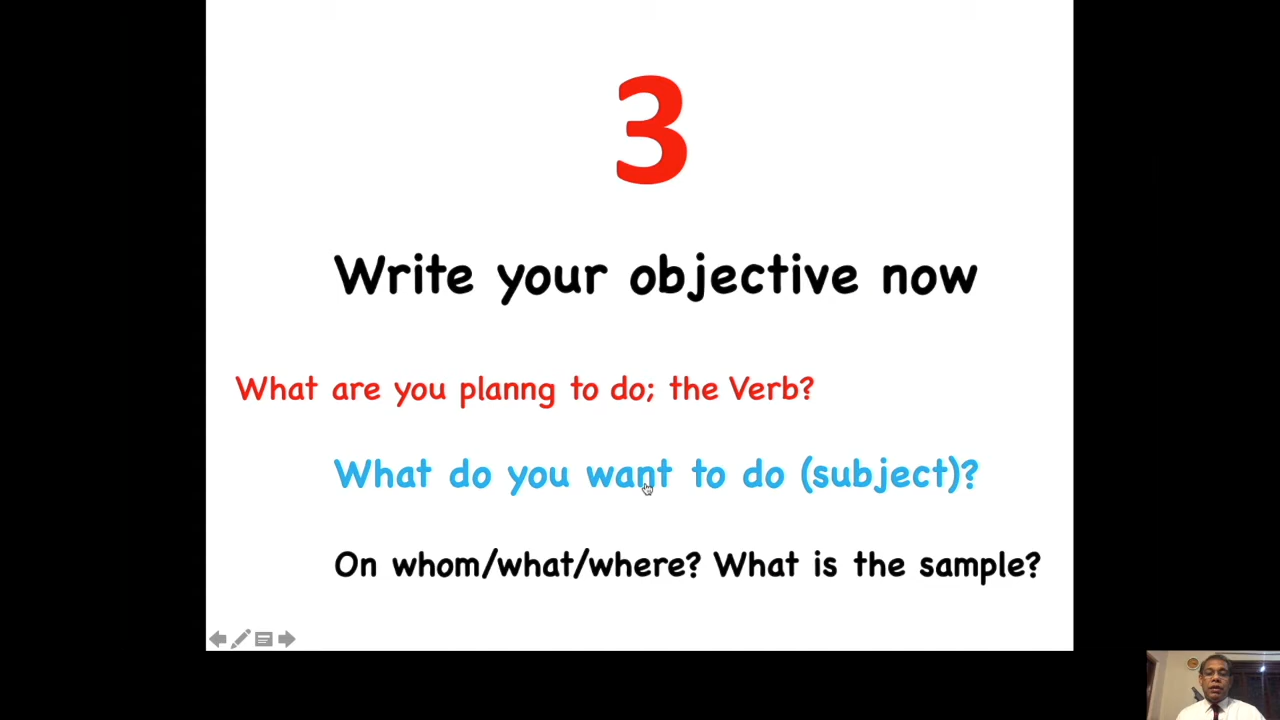 3
Write your objective now
What are you planng to do; the Verb?
What do you want to do (subject)?
On whom/what/where? What is the sample?